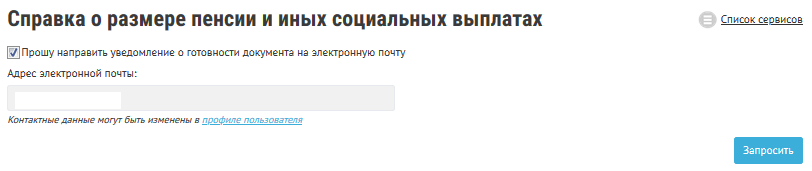 Справка о размере пенсии и иных социальных выплатах
Список сервисов
Прошу направить уведомление о готовности документа на электронную почту
Адрес электронной почты:
Контактные данные могут быть изменены в профиле пользователя
Запросить